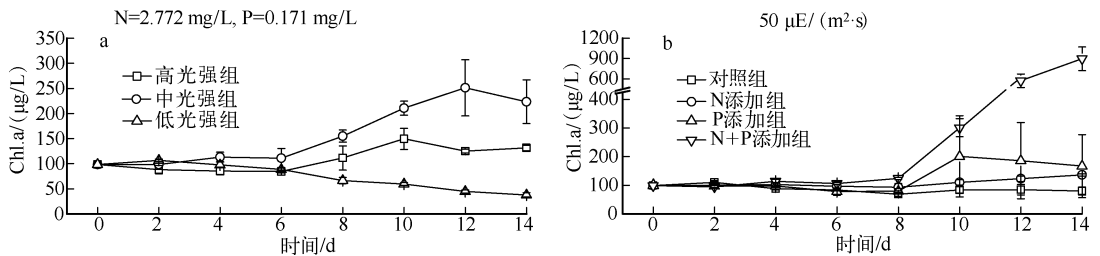 N=2.772 mg/L, P=0.171 mg/L
a
Chl.a/(μg/L)
350
300
250
200
150
100
50
0
高光强组
中光强组
低光强组
0 2 4 6 8 10 12 14
时间/d
50 μE/ (m²·s)
b
Chl.a/(μg/L)
1200
900
600
400
300
200
100
0
对照组
N添加组
P添加组
N+P添加组
0 2 4 6 8 10 12 14
时间/d